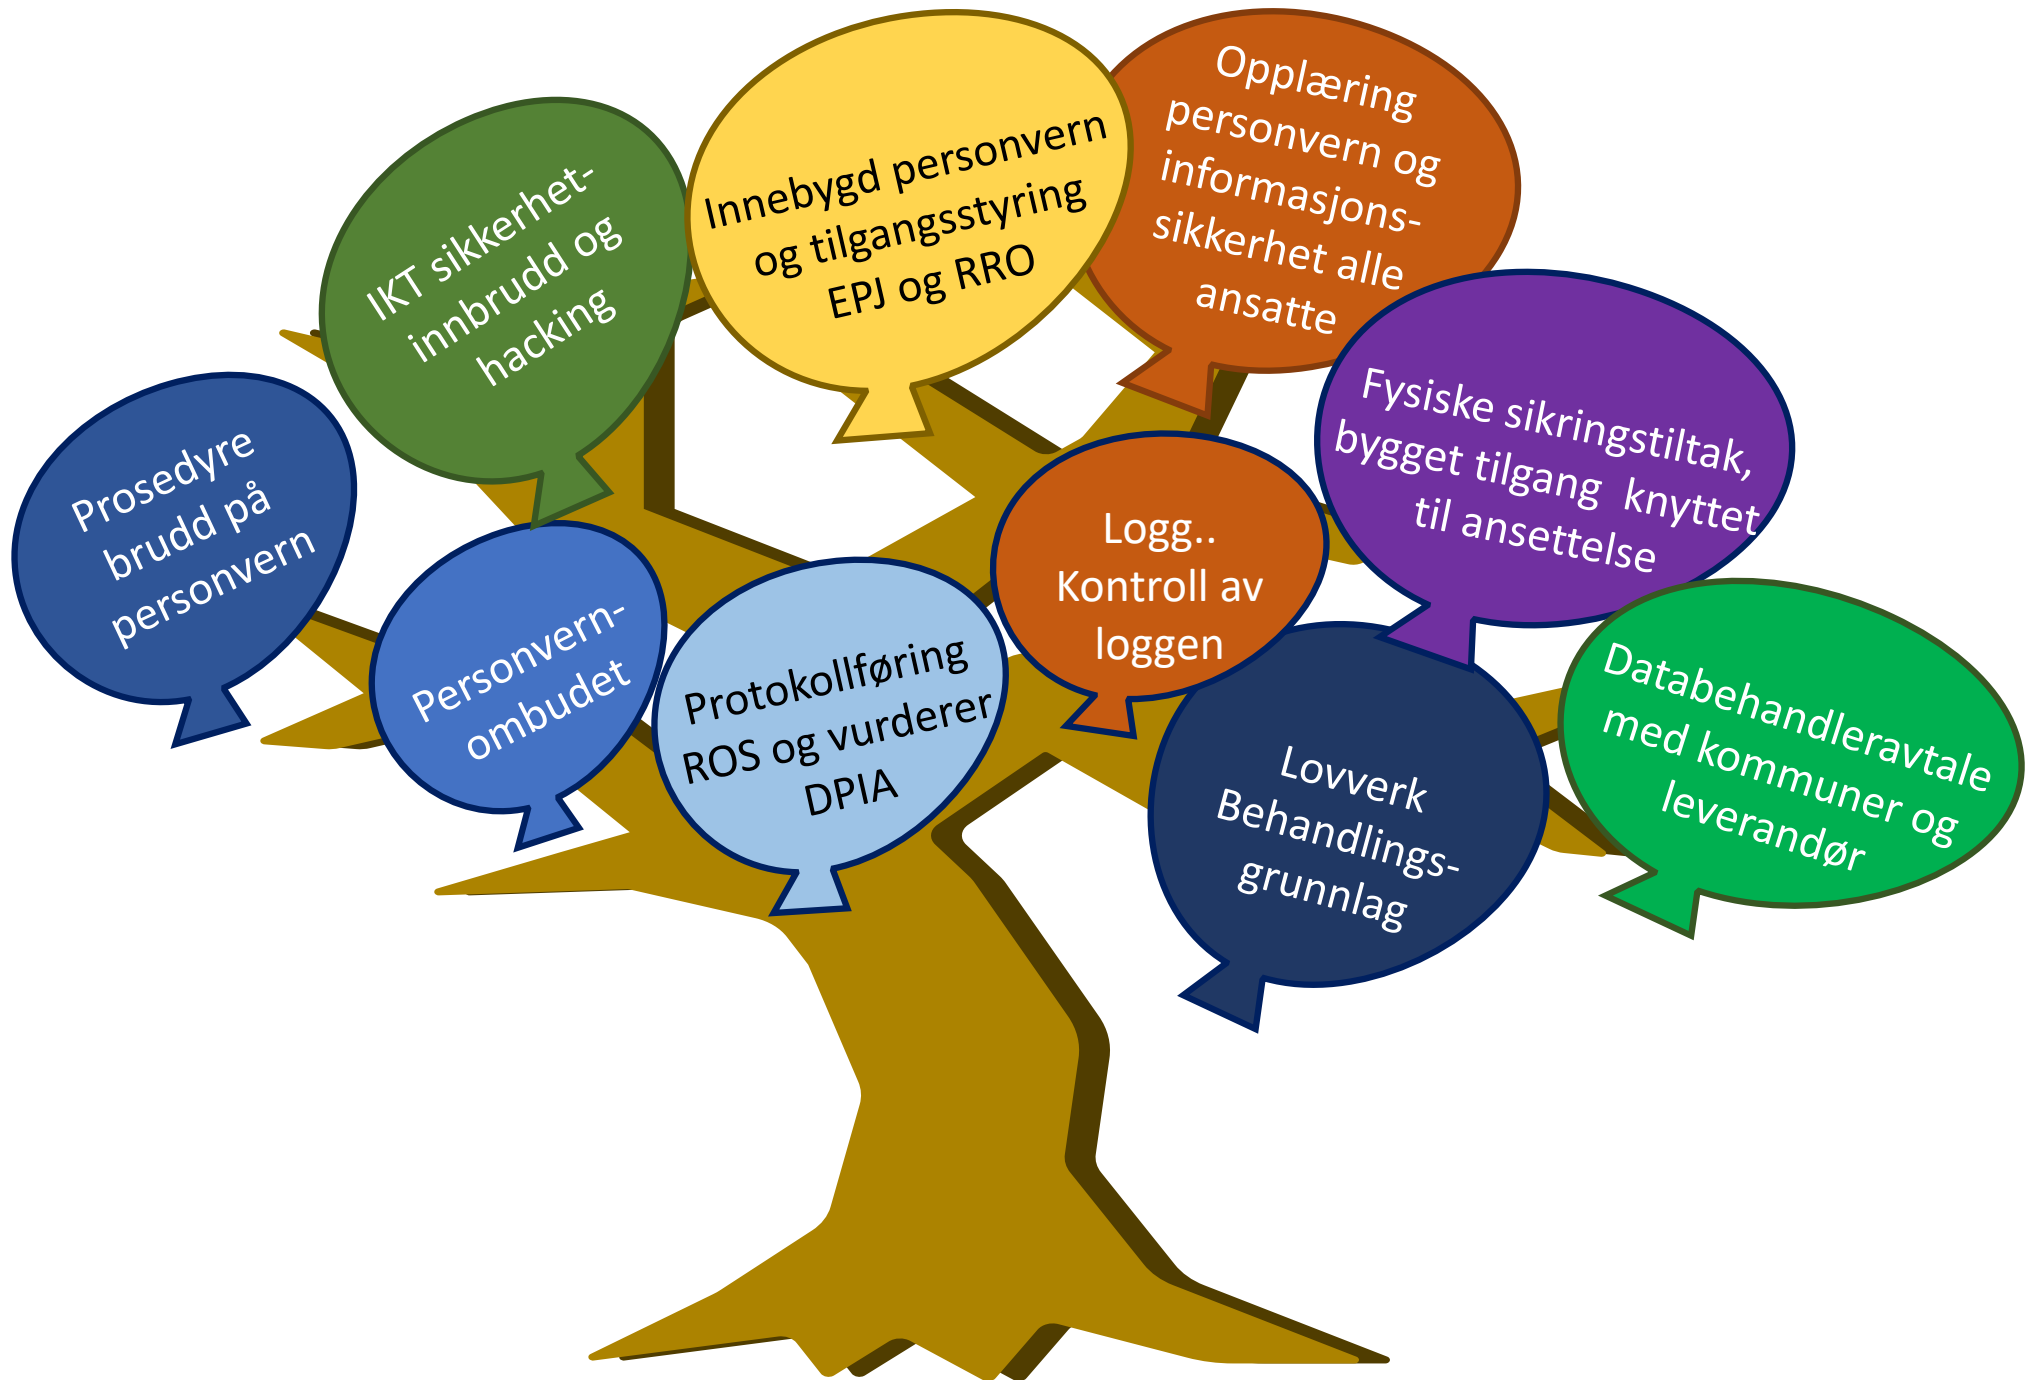 Opplæring
personvern og
informasjons-
sikkerhet alle
ansatte
Innebygd personvern
og tilgangsstyring
EPJ og RRO
IKT sikkerhet-
innbrudd og
hacking
Fysiske sikringstiltak,
bygget tilgang  knyttet
til ansettelse
Prosedyre
brudd på
personvern
Logg..
Kontroll av
loggen
Personvern-
ombudet
Protokollføring
ROS og vurderer
DPIA
Databehandleravtale
med kommuner og
leverandør
Lovverk
Behandlings-
grunnlag